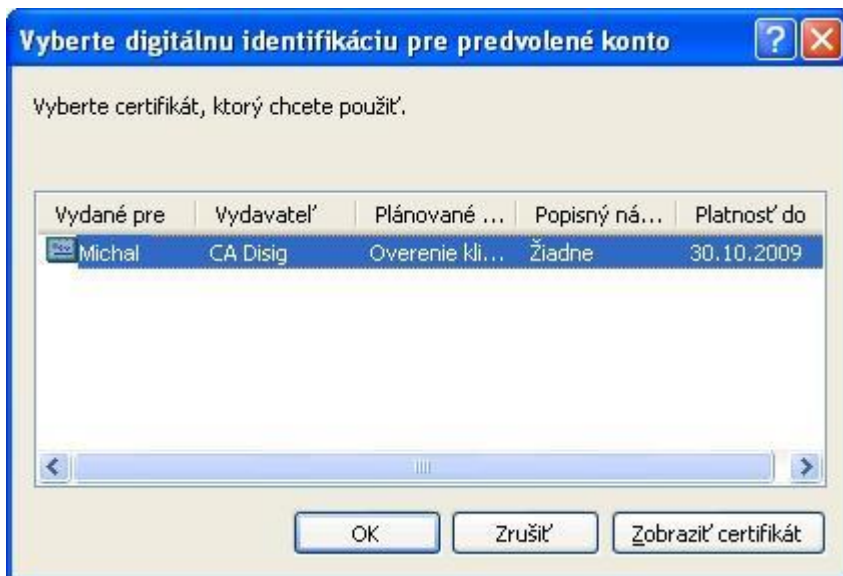 Vyberte digitálnu identifikáciu pre predvolené konto
Vyberte certifikát, ktorý chcete použiť.
Vydané pre Vydavateľ Plánované ... Popisný ná... Platnosť do
Michal CA Disig Overenie kli... Žiadne 30.10.2009
OK Zrušiť Zobraziť certifikát